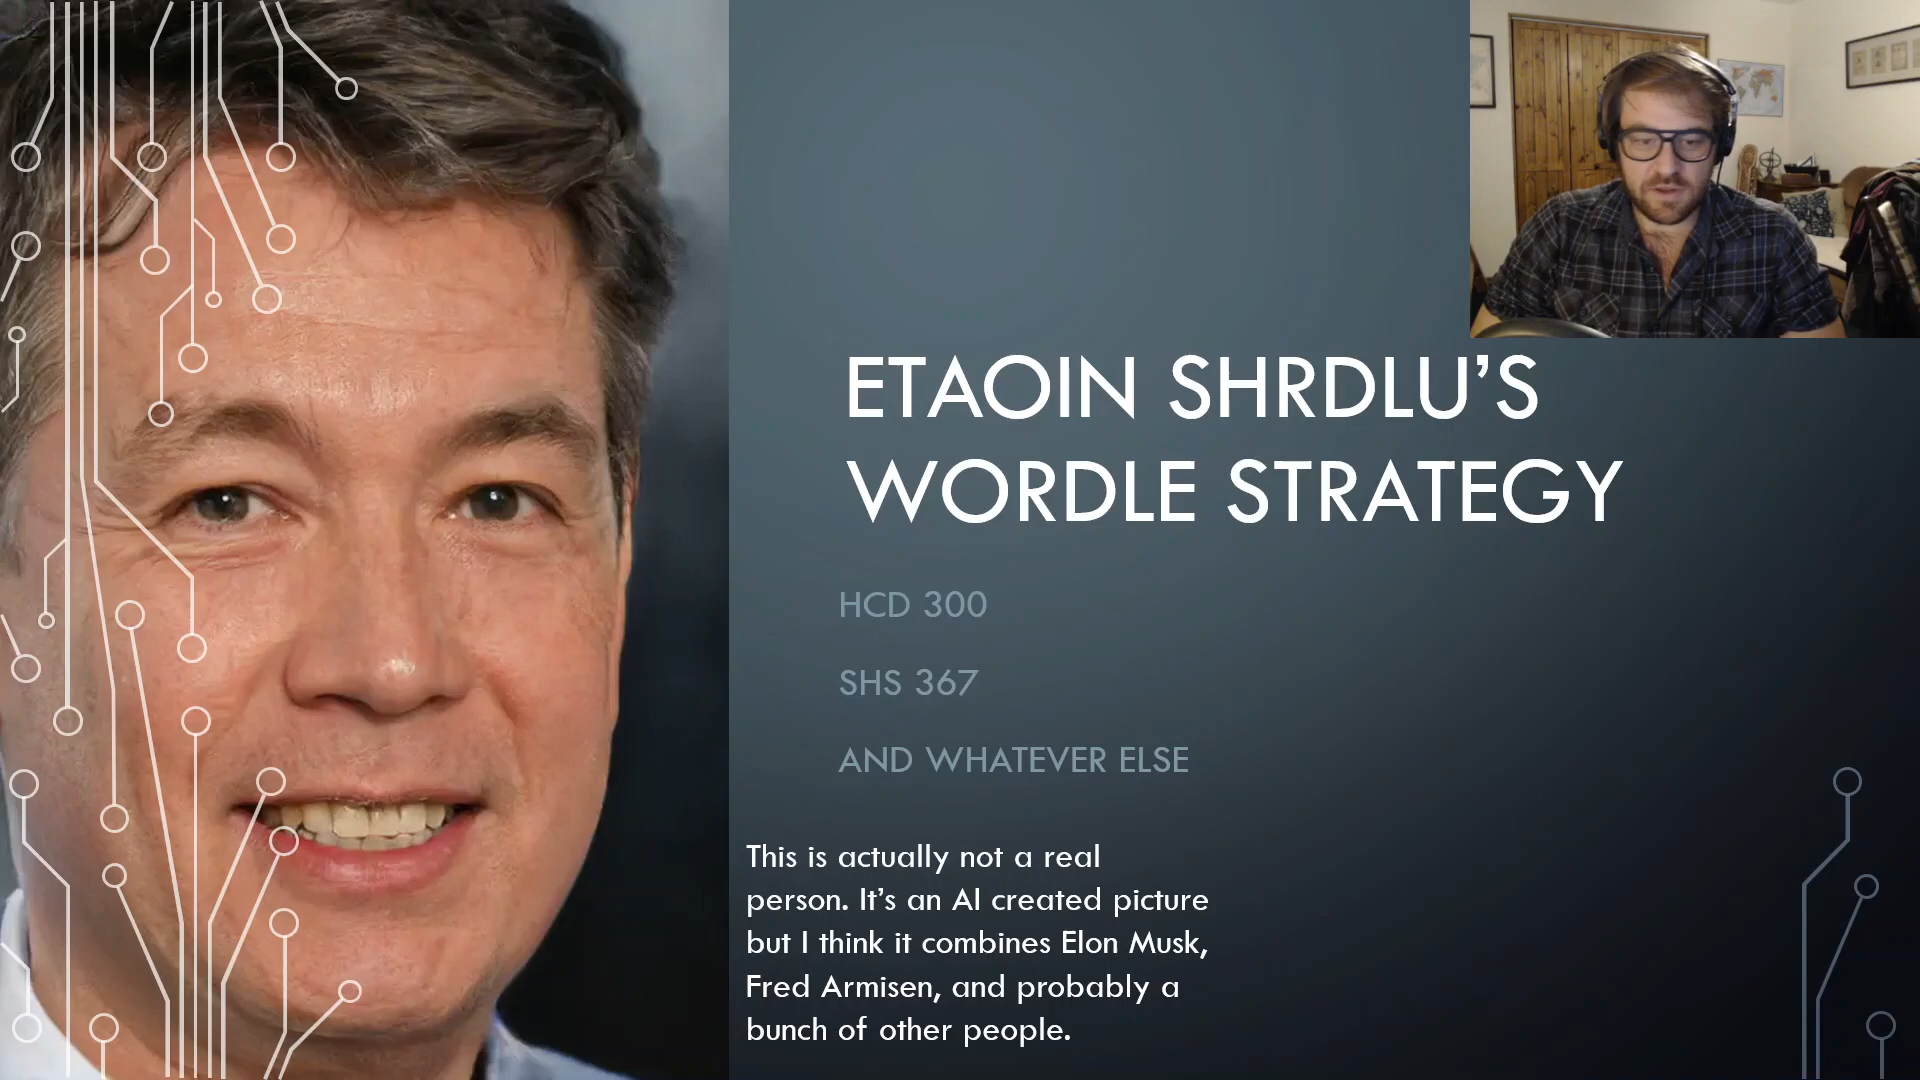 ETAOIN SHRDLU’S
WORDLE STRATEGY
HCD 300
SHS 367
AND WHATEVER ELSE
This is actually not a real
person. It’s an AI created picture
but I think it combines Elon Musk,
Fred Armisen, and probably a
bunch of other people.